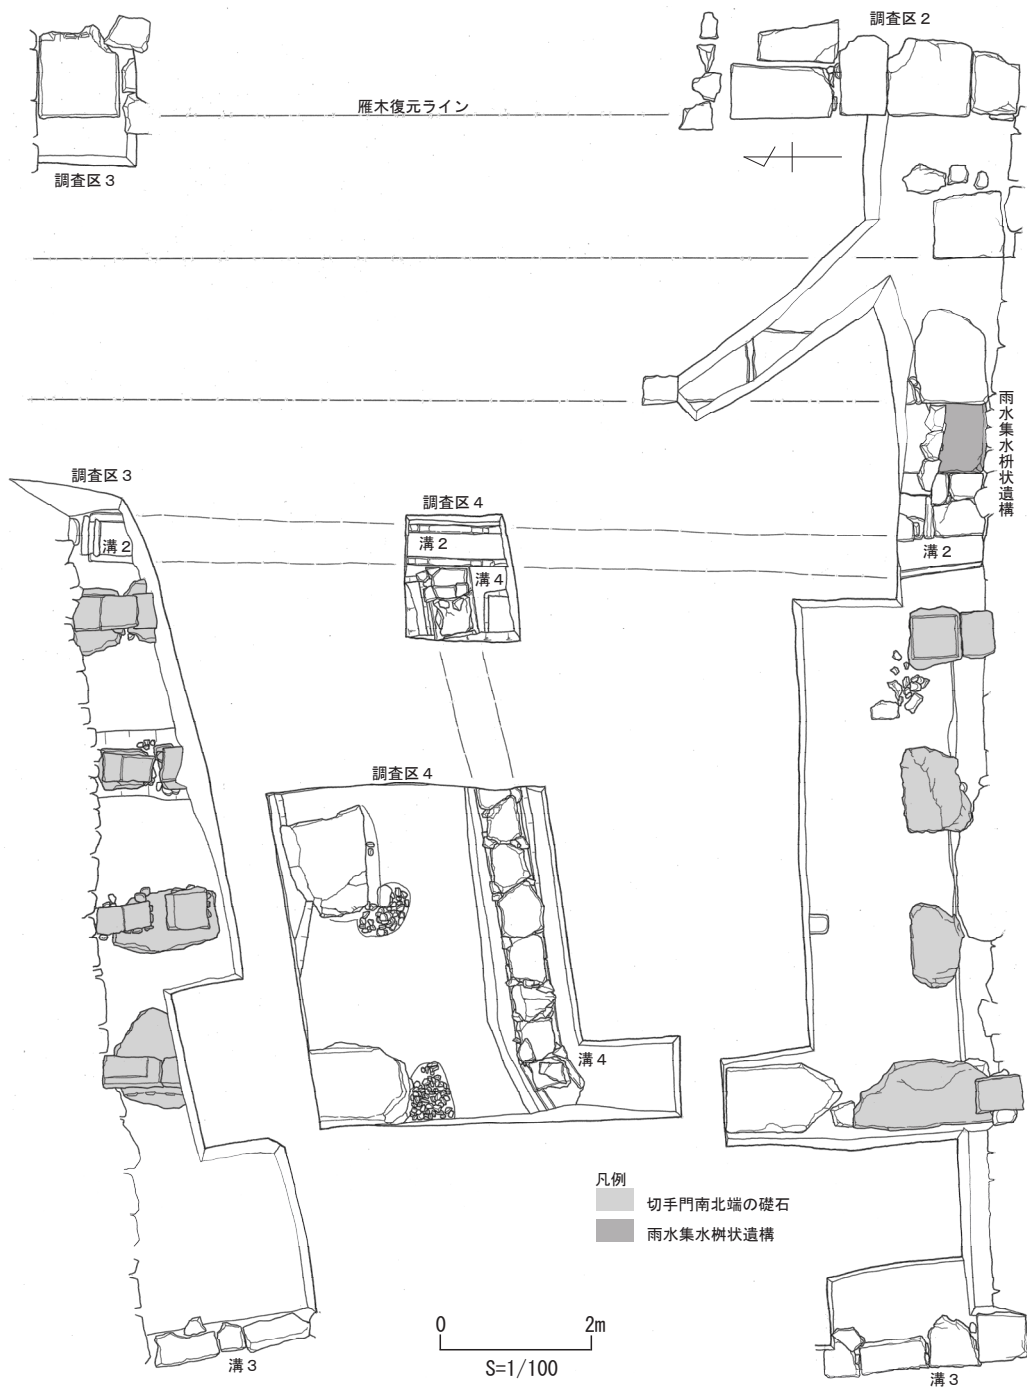 調査区2
雁木復元ライン
調査区3
雨水集水枡状遺構
調査区3
溝2
調査区4
溝2
溝4
溝2
調査区4
溝4
凡例
切手門南北端の礎石
雨水集水桝状遺構
0 2m
S=1/100
溝3
溝3